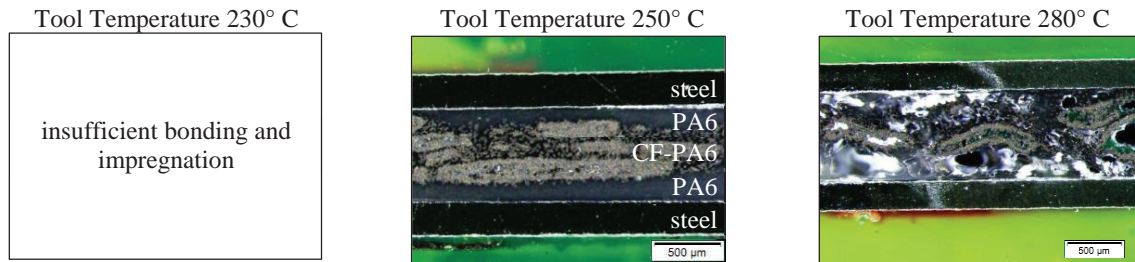 Tool Temperature 230° C
insufficient bonding and
impregnation
Tool Temperature 250° C
steel
PA6
CF-PA6
PA6
steel
500 µm
Tool Temperature 280° C
500 µm